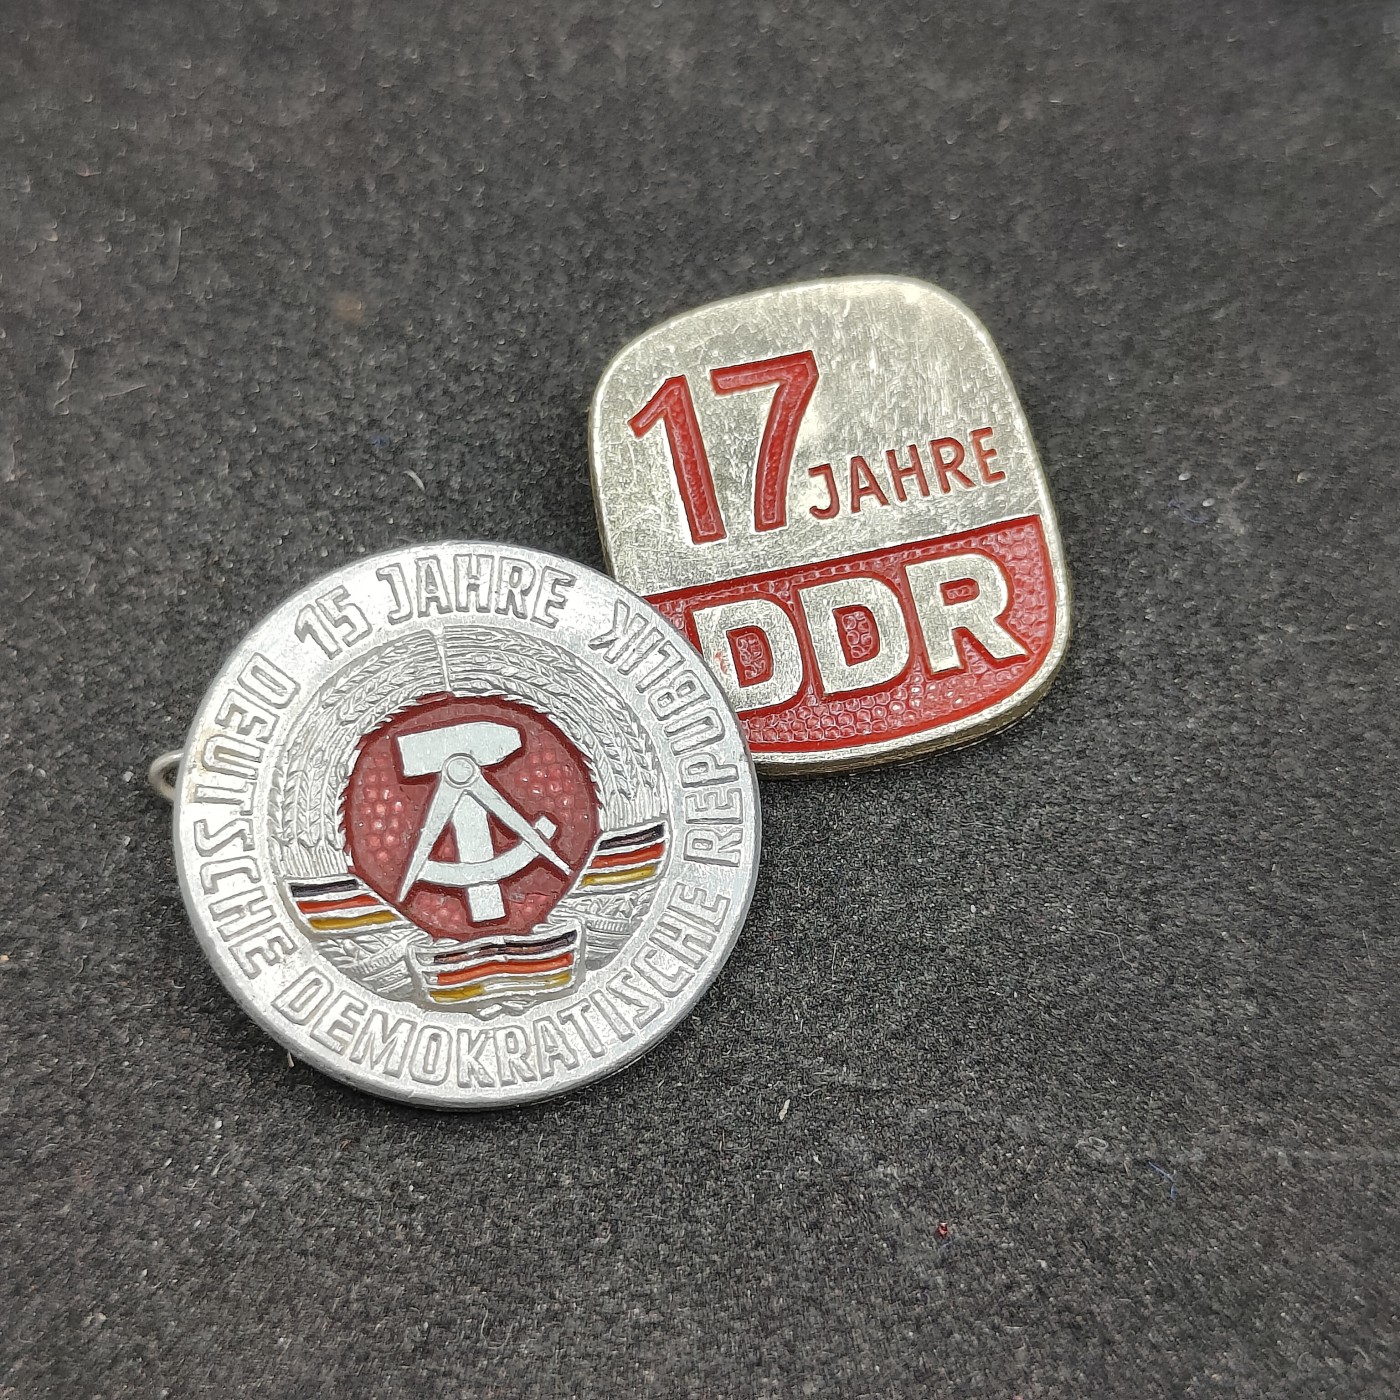 17 JAHRE
DDR
15 JAHRE
DEUTSCHE DEMOKRATISCHE REPUBLIK